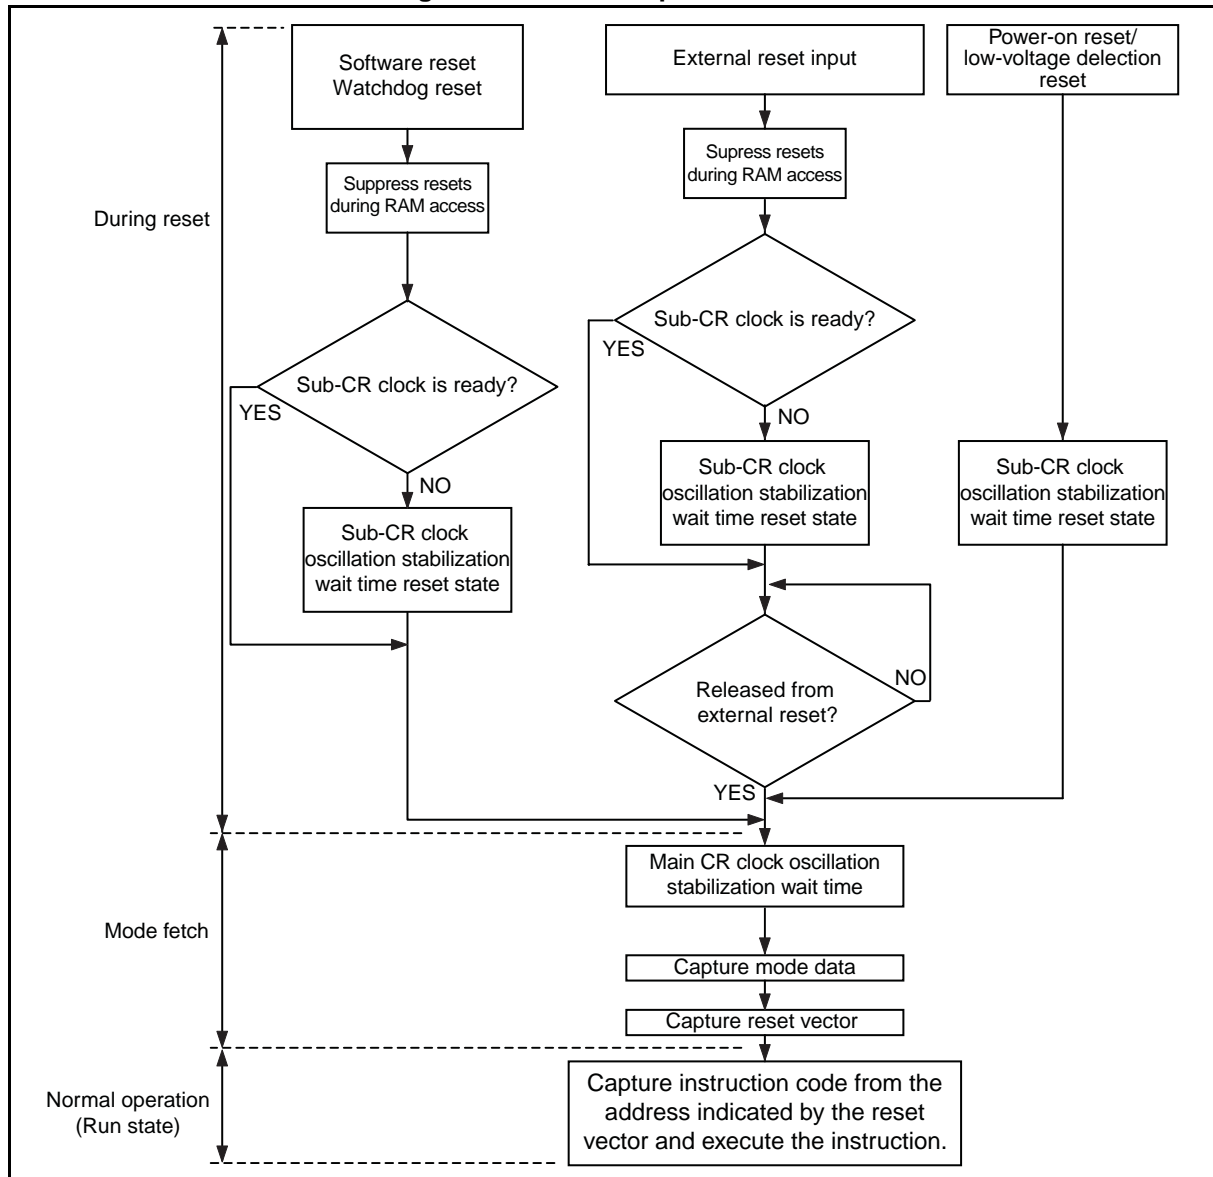 Software reset
Watchdog reset
External reset input
Power-on reset/
low-voltage delection
reset
Suppress resets
during RAM access
Supress resets
during RAM access
During reset
Sub-CR clock is ready?
YES
NO
Sub-CR clock is ready?
YES
NO
Sub-CR clock
oscillation stabilization
wait time reset state
Sub-CR clock
oscillation stabilization
wait time reset state
Sub-CR clock
oscillation stabilization
wait time reset state
Released from
external reset?
NO
YES
Main CR clock oscillation
stabilization wait time
Mode fetch
Capture mode data
Capture reset vector
Normal operation
(Run state)
Capture instruction code from the
address indicated by the reset
vector and execute the instruction.